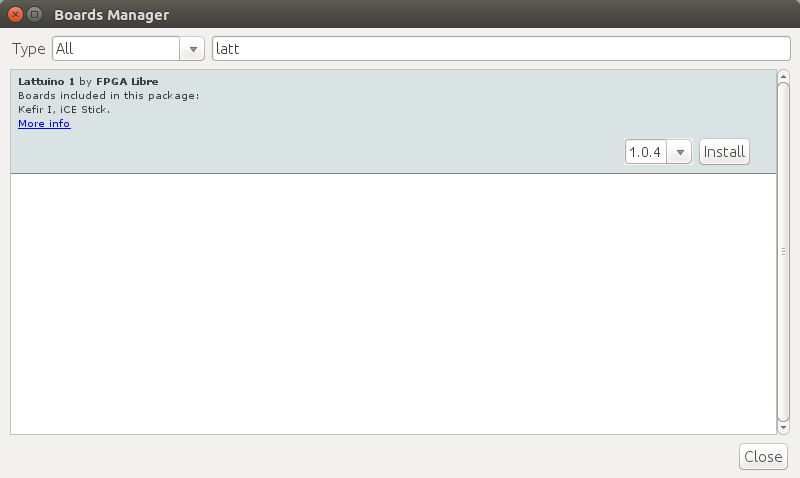 Boards Manager
Type All latt
Lattuino 1 by FPGA Libre
Boards included in this package:
Kefir I, iCE Stick.
More info
1.0.4 Install
Close